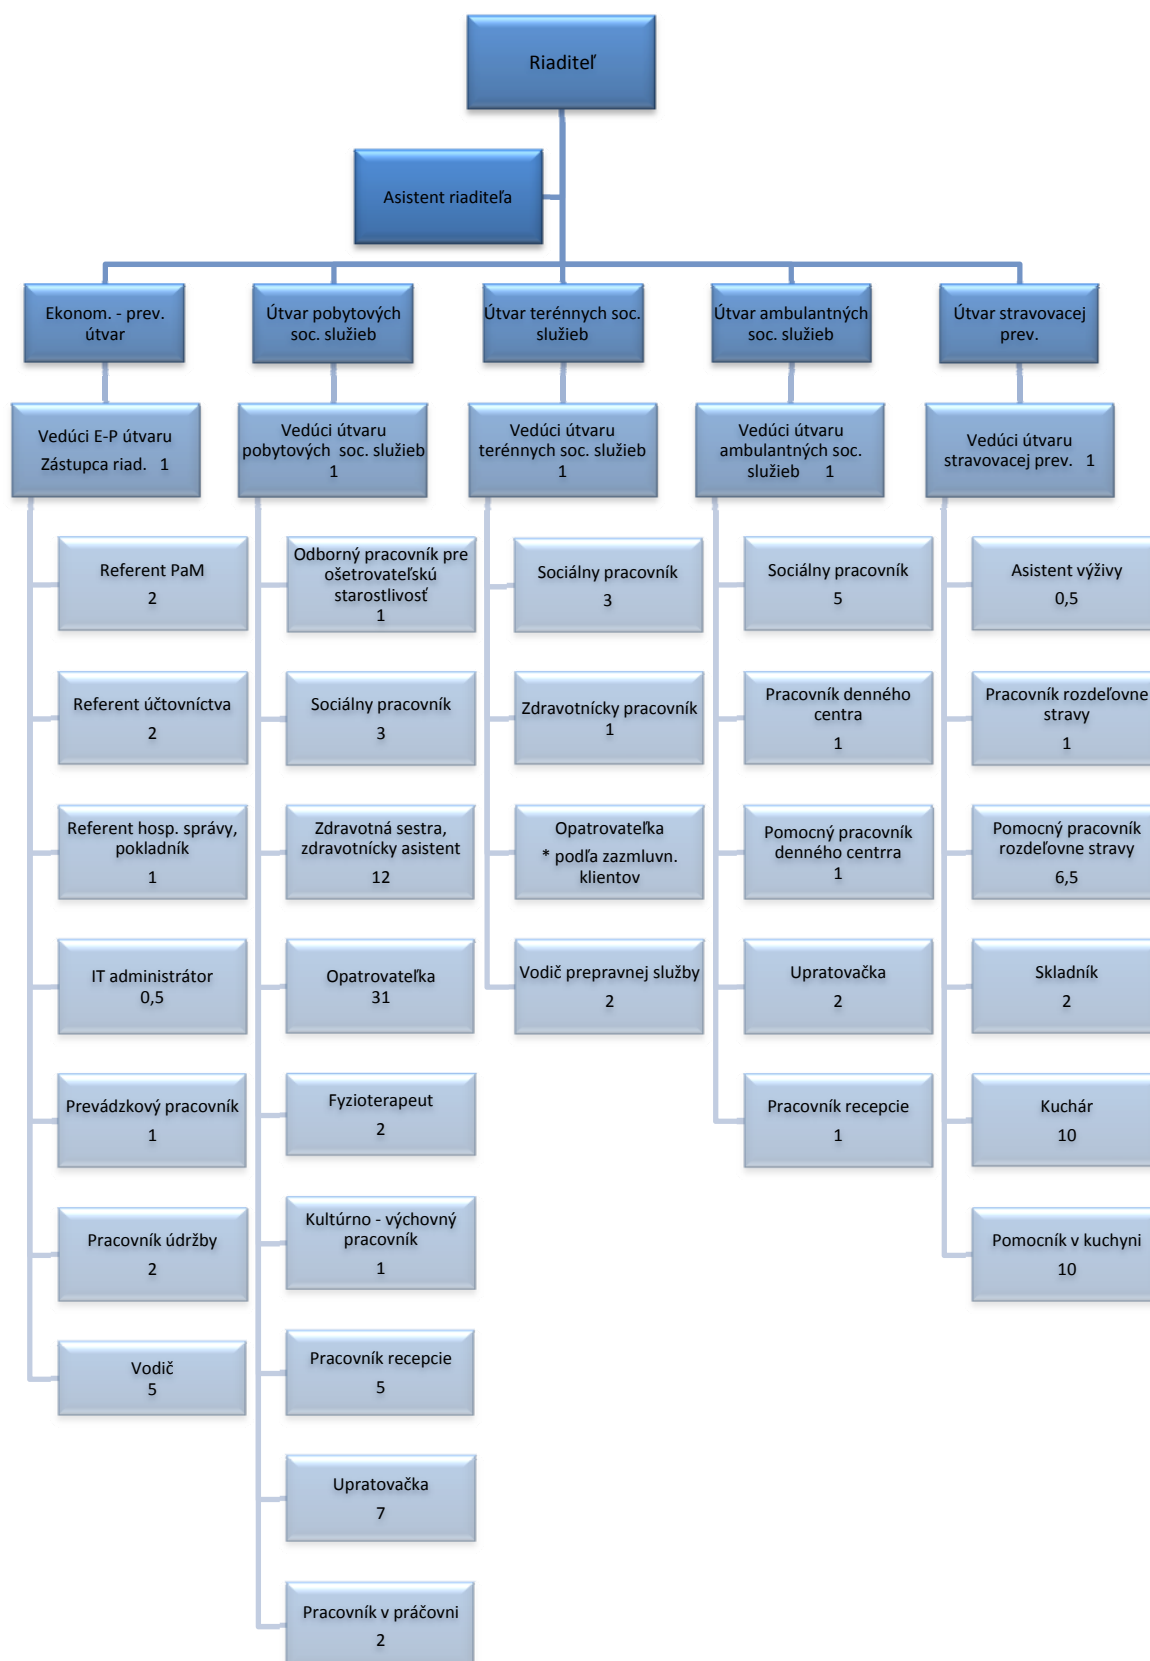 Riaditeľ
Asistent riaditeľa
Ekonom. - prev.
útvar
Útvar pobytových
soc. služieb
Útvar terénnych soc.
služieb
Útvar ambulantných
soc. služieb
Útvar stravovacej
prev.
Vedúci E-P útvaru
Zástupca riad. 1
Vedúci útvaru
pobytových soc. služieb
1
Vedúci útvaru
terénnych soc. služieb
1
Vedúci útvaru
ambulantných soc.
služieb 1
Vedúci útvaru
stravovacej prev. 1
Referent PaM
2
Referent účtovníctva
2
Referent hosp. správy,
pokladník
1
IT administrátor
0,5
Prevádzkový pracovník
1
Pracovník údržby
2
Vodič
5
Odborný pracovník pre
ošetrovateľskú
starostlivosť
1
Sociálny pracovník
3
Zdravotná sestra,
zdravotnícky asistent
12
Opatrovateľka
31
Fyzioterapeut
2
Kultúrno - výchovný
pracovník
1
Pracovník recepcie
5
Upratovačka
7
Pracovník v práčovni
2
Sociálny pracovník
3
Zdravotnícky pracovník
1
Opatrovateľka
* podľa zazmluvn.
klientov
Vodič prepravnej služby
2
Sociálny pracovník
5
Pracovník denného
centra
1
Pomocný pracovník
denného centrra
1
Upratovačka
2
Pracovník recepcie
1
Asistent výživy
0,5
Pracovník rozdeľovne
stravy
1
Pomocný pracovník
rozdeľovne stravy
6,5
Skladník
2
Kuchár
10
Pomocník v kuchyni
10